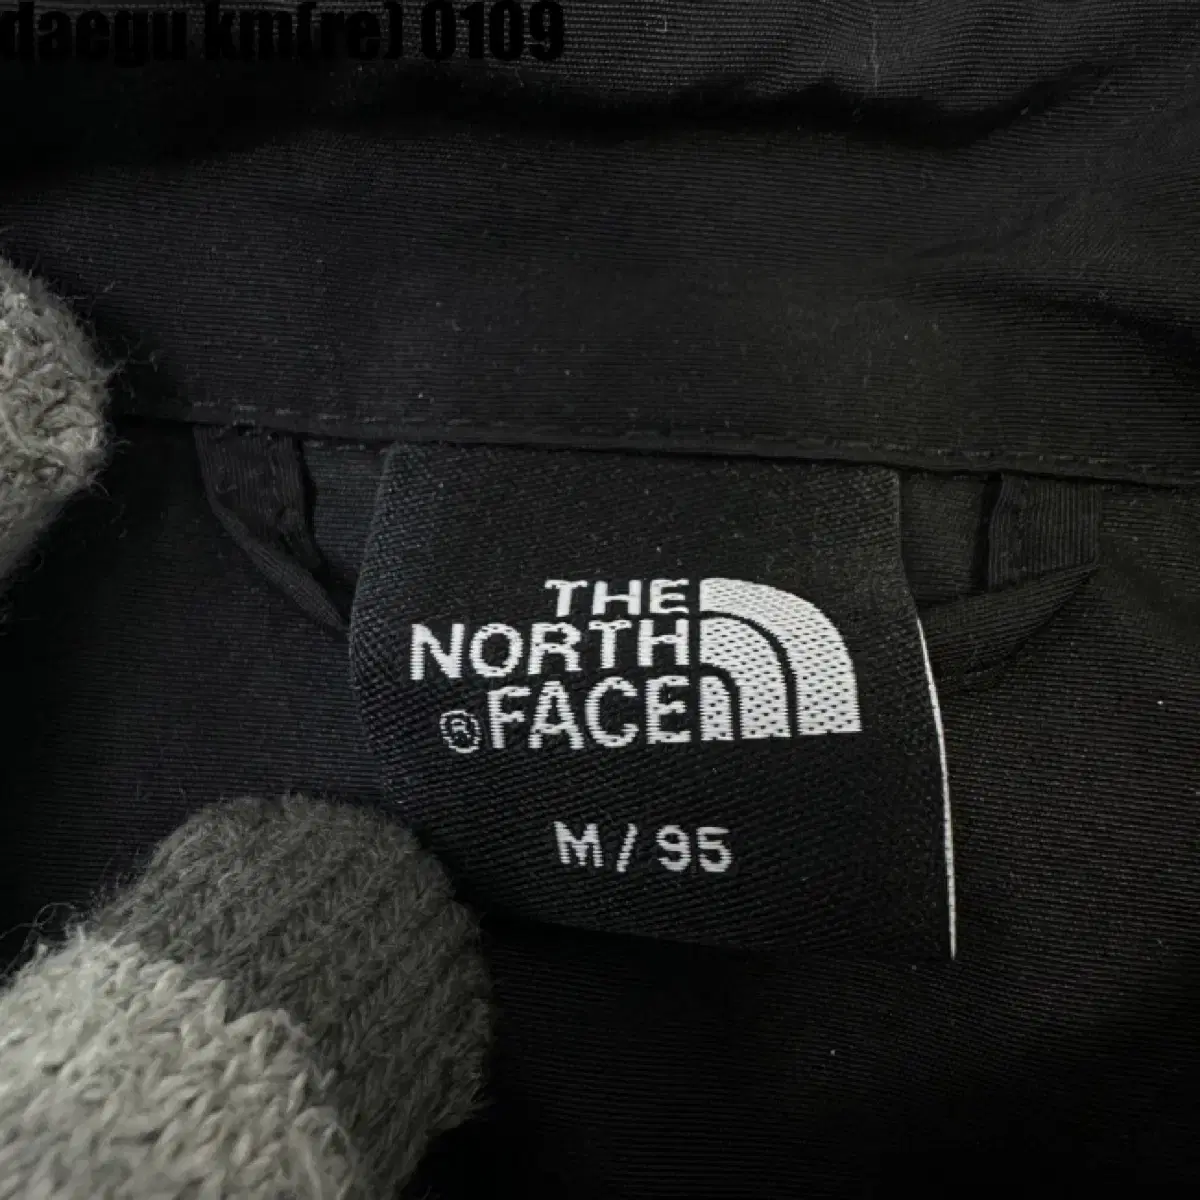 daegu km(re) 0109
THE
NORTH
®FACE
M / 95